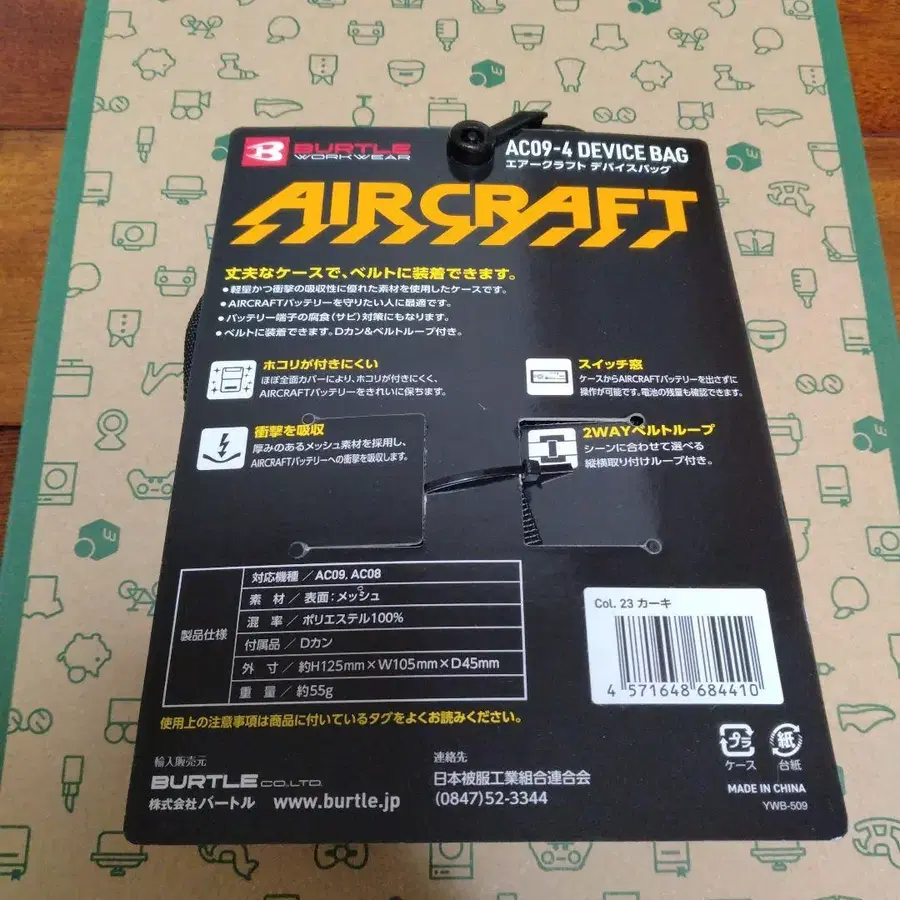 BURTLE
WORKWEAR
AC09-4 DEVICE BAG
エアークラフト デバイスバッグ
AIRCRAFT
丈夫なケースで、ベルトに装着できます。
●軽量かつ衝撃の吸収性に優れた素材を使用したケースです。
●AIRCRAFTバッテリーを守りたい人に最適です。
●バッテリー端子の腐食(サビ)対策にもなります。
●ベルトに装着できます。Dカン&ベルトループ付き。
ホコリが付きにくい
ほぼ全面カバーにより、ホコリが付きにくく、
AIRCRAFTバッテリーをきれいに保ちます。
スイッチ窓
ケースからAIRCRAFTバッテリーを出さずに
操作が可能です。電池の残量も確認できます。
衝撃を吸収
厚みのあるメッシュ素材を採用し、
AIRCRAFTバッテリーへの衝撃を吸収します。
2WAYベルトループ
シーンに合わせて選べる
縦横取り付けループ付き。
製品仕様
対応機種／AC09, AC08
素 材／表面:メッシュ
混 率／ポリエステル100%
付属品／Dカン
外 寸／約H125mm×W105mm×D45mm
重 量／約55g
使用上の注意事項は商品に付いているタグをよくお読みください。
Col. 23 カーキ
4 571648 684410
輸入販売元
BURTLE CO.,LTD.
株式会社バートル www.burtle.jp
連絡先
日本被服工業組合連合会
(0847)52-3344
プラ
ケース
紙
台紙
MADE IN CHINA
YWB-509